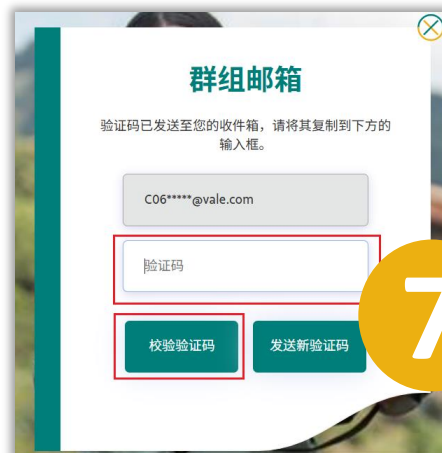 群组邮箱
验证码已发送至您的收件箱，请将其复制到下方的
输入框。
C06*****@vale.com
验证码
校验验证码
发送新验证码
7